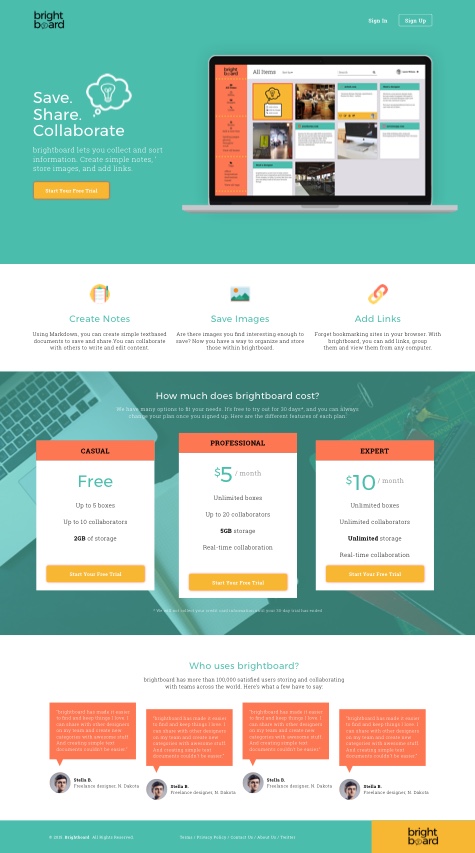 bright
board
Sign In
Sign Up
Save.
Share.
Collaborate
brightboard lets you collect and sort
information. Create simple notes,
store images, and add links.
Start Your Free Trial
bright
board
All Items
Create Notes
Save Images
Add Links
Using Markdown, you can create simple textbased
documents to save and share.You can collaborate
with others to write and edit content.
Are there images you find interesting enough to
save? Now you have a way to organize and store
those within brightboard.
Forget bookmarking sites in your browser. With
brightboard, you can add links, group
them and view them from any computer.
How much does brightboard cost?
We have many options to fit your needs. It's free to try out for 30 days*, and you can always
change your plan once you signed up. Here are the different features of each plan.
CASUAL
Free
Up to 5 boxes
Up to 10 collaborators
2GB of storage
Start Your Free Trial
PROFESSIONAL
$5 / month
Unlimited boxes
Up to 20 collaborators
5GB storage
Real-time collaboration
Start Your Free Trial
EXPERT
$10 / month
Unlimited boxes
Unlimited collaborators
Unlimited storage
Real-time collaboration
Start Your Free Trial
Who uses brightboard?
brightboard has more than 100,000 satisfied users storing and collaborating
with teams across the world. Here's what a few have to say:
"brightboard has made it easier
to find and keep things I love. I
can share with other designers
on my team and create new
categories with awesome stuff.
And creating simple text
documents couldn't be easier"
Stella B.
Freelance designer, N. Dakota
"brightboard has made it easier
to find and keep things I love. I
can share with other designers
on my team and create new
categories with awesome stuff.
And creating simple text
documents couldn't be easier"
Stella B.
Freelance designer, N. Dakota
"brightboard has made it easier
to find and keep things I love. I
can share with other designers
on my team and create new
categories with awesome stuff.
And creating simple text
documents couldn't be easier"
Stella B.
Freelance designer, N. Dakota
"brightboard has made it easier
to find and keep things I love. I
can share with other designers
on my team and create new
categories with awesome stuff.
And creating simple text
documents couldn't be easier"
Stella B.
Freelance designer, N. Dakota
Brightboard All Rights Reserved.
Terms / Privacy Policy / Contact Us / About Us / Twitter
bright
board